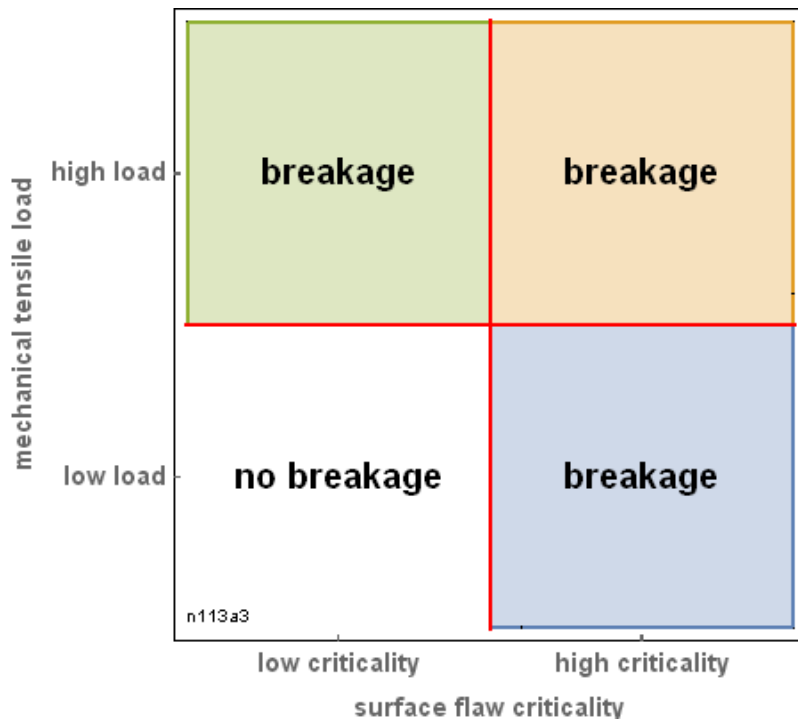 mechanical tensile load
high load
breakage
breakage
low load
no breakage
breakage
n113a3
low criticality
high criticality
surface flaw criticality